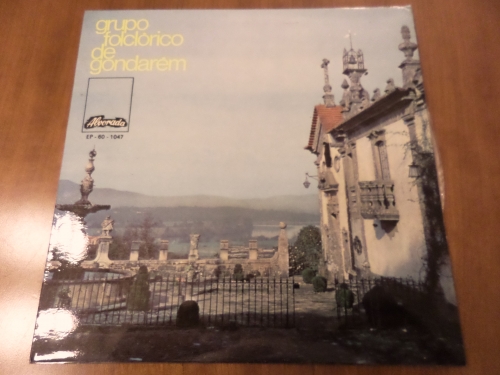 grupo
folclórico
de
gondarém
Alvorada
EP - 60 - 1047